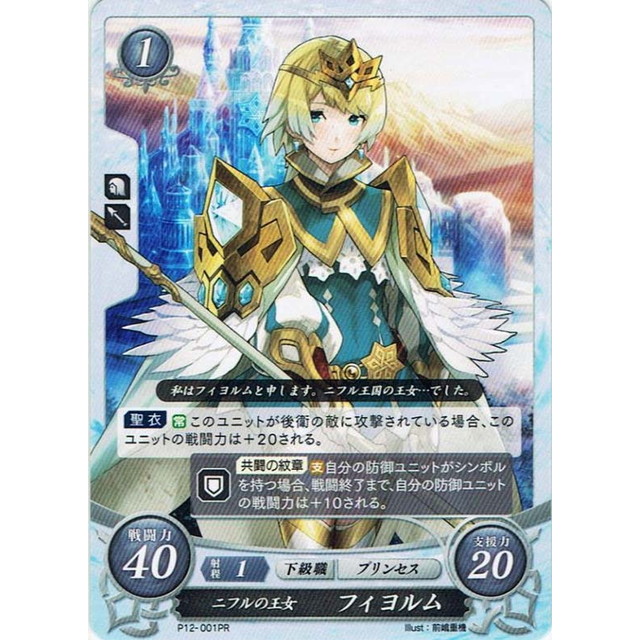 1
私はフィヨルムと申します。ニフル王国の王女…でした。
聖衣 常このユニットが後衛の敵に攻撃されている場合、この
ユニットの戦闘力は+20される。
共闘の紋章 支自分の防御ユニットがシンボル
を持つ場合、戦闘終了まで、自分の防御ユニット
の戦闘力は+10される。
戦闘力 40 射程 1 下級職 プリンセス 支援力 20
ニフルの王女 フィヨルム
P12-001PR Illust:前嶋重機